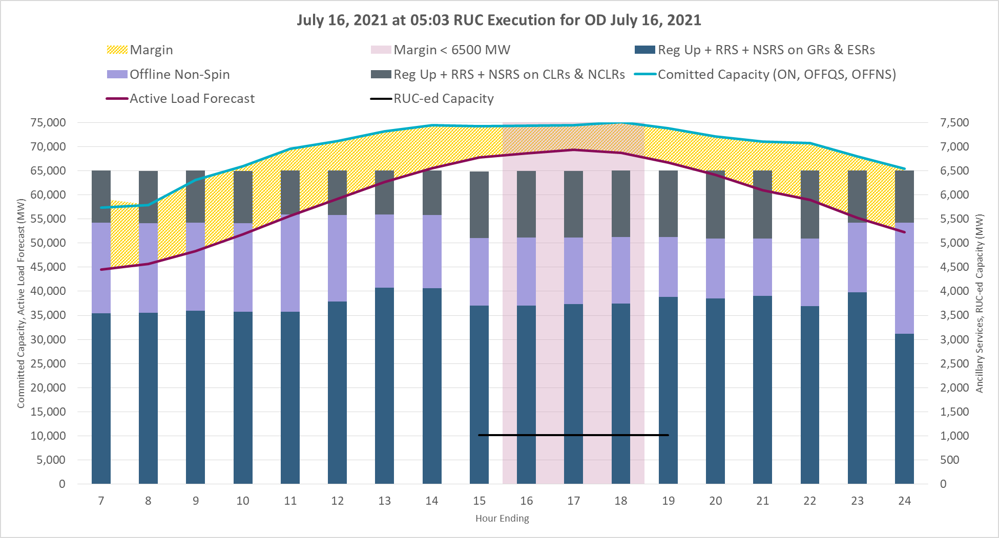 July 16, 2021 at 05:03 RUC Execution for OD July 16, 2021
Margin
Margin < 6500 MW
Reg Up + RRS + NSRS on GRs & ESRs
Offline Non-Spin
Reg Up + RRS + NSRS on CLRs & NCLRs
Comitted Capacity (ON, OFFQS, OFFNS)
Active Load Forecast
RUC-ed Capacity
Committed Capacity, Active Load Forecast (MW)
75,000
70,000
65,000
60,000
55,000
50,000
45,000
40,000
35,000
30,000
25,000
20,000
15,000
10,000
5,000
0
7,500
7,000
6,500
6,000
5,500
5,000
4,500
4,000
3,500
3,000
2,500
2,000
1,500
1,000
500
0
Ancillary Services, RUC-ed Capacity (MW)
7 8 9 10 11 12 13 14 15 16 17 18 19 20 21 22 23 24
Hour Ending